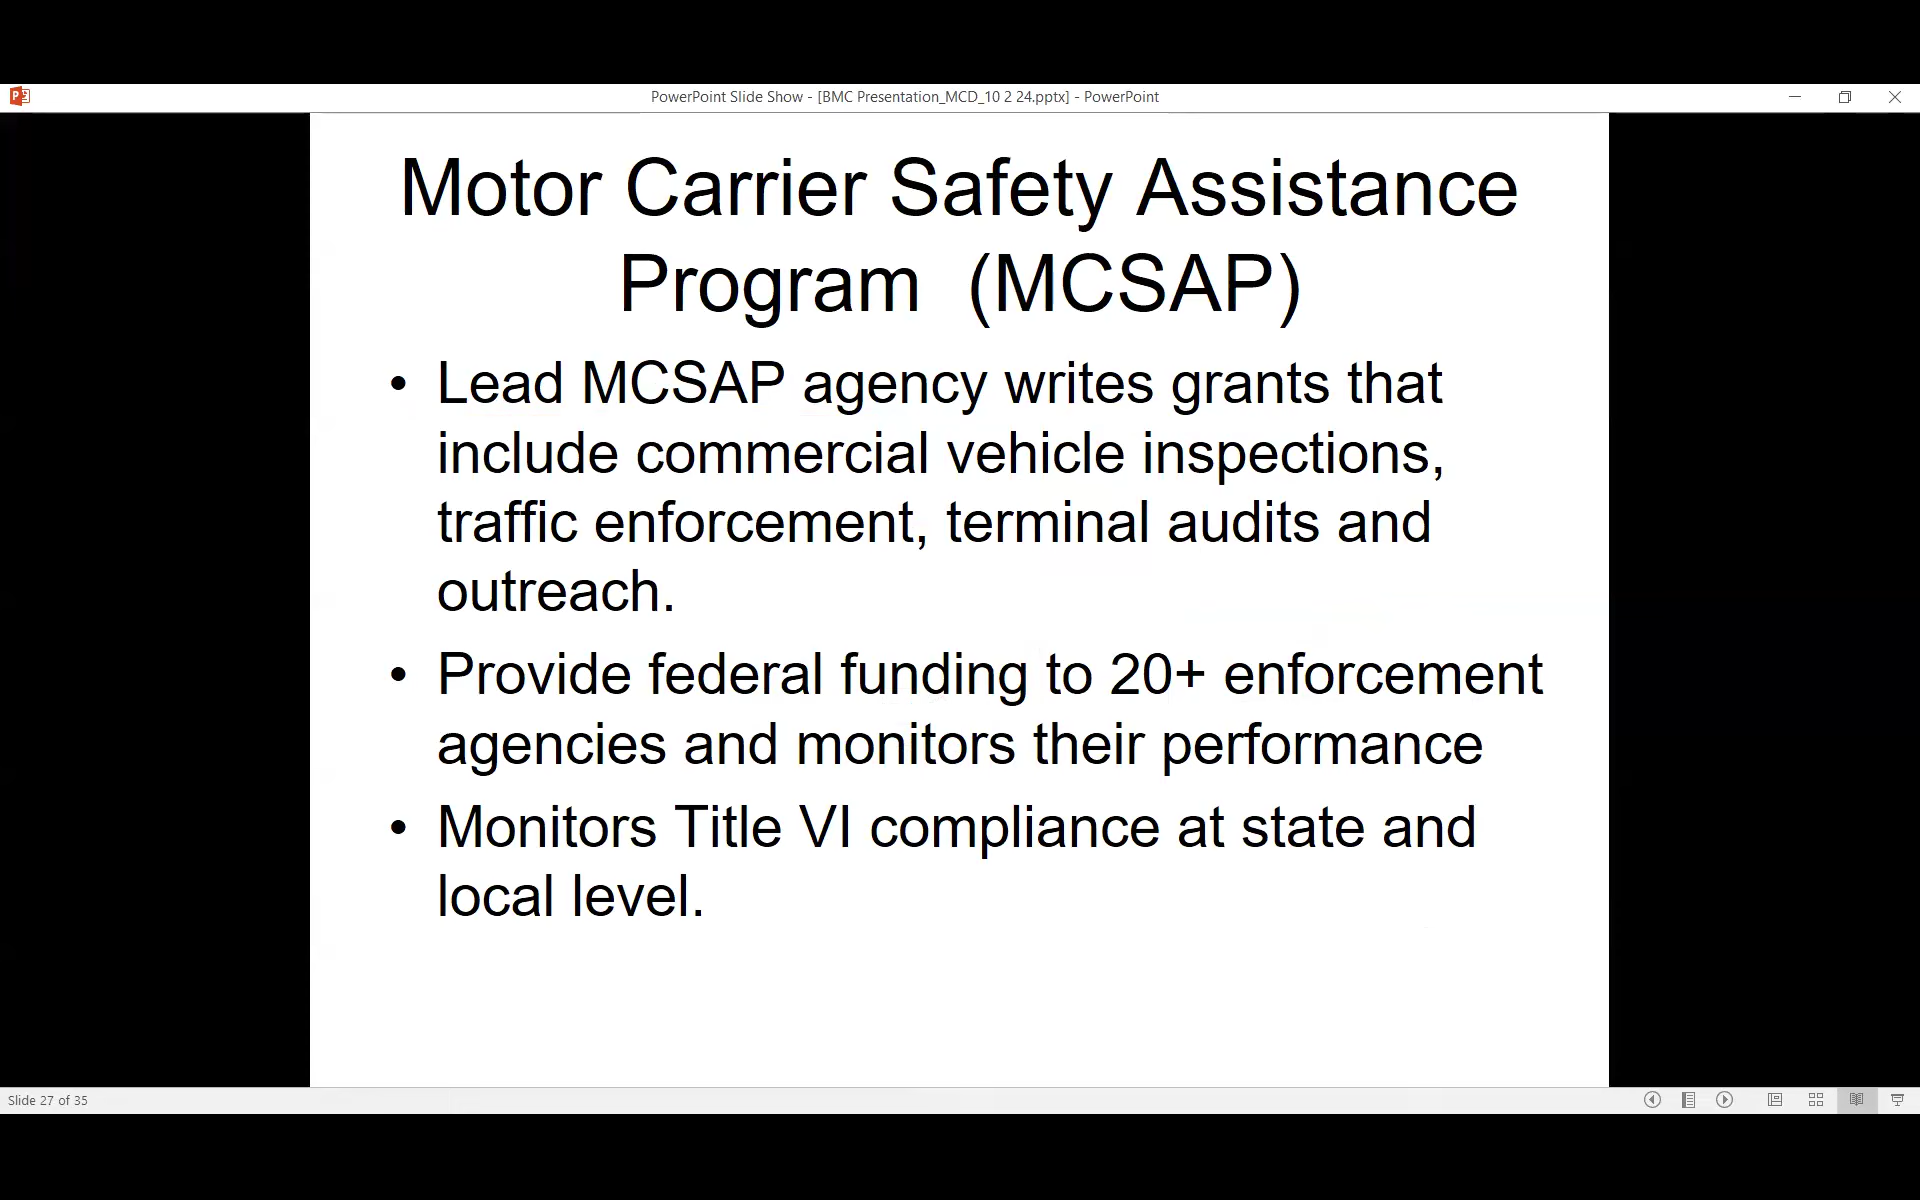 PowerPoint Slide Show - [BMC Presentation_MCD_10 2 24.pptx] - PowerPoint
Motor Carrier Safety Assistance
Program (MCSAP)
• Lead MCSAP agency writes grants that
include commercial vehicle inspections,
traffic enforcement, terminal audits and
outreach.
• Provide federal funding to 20+ enforcement
agencies and monitors their performance
• Monitors Title VI compliance at state and
local level.
Slide 27 of 35